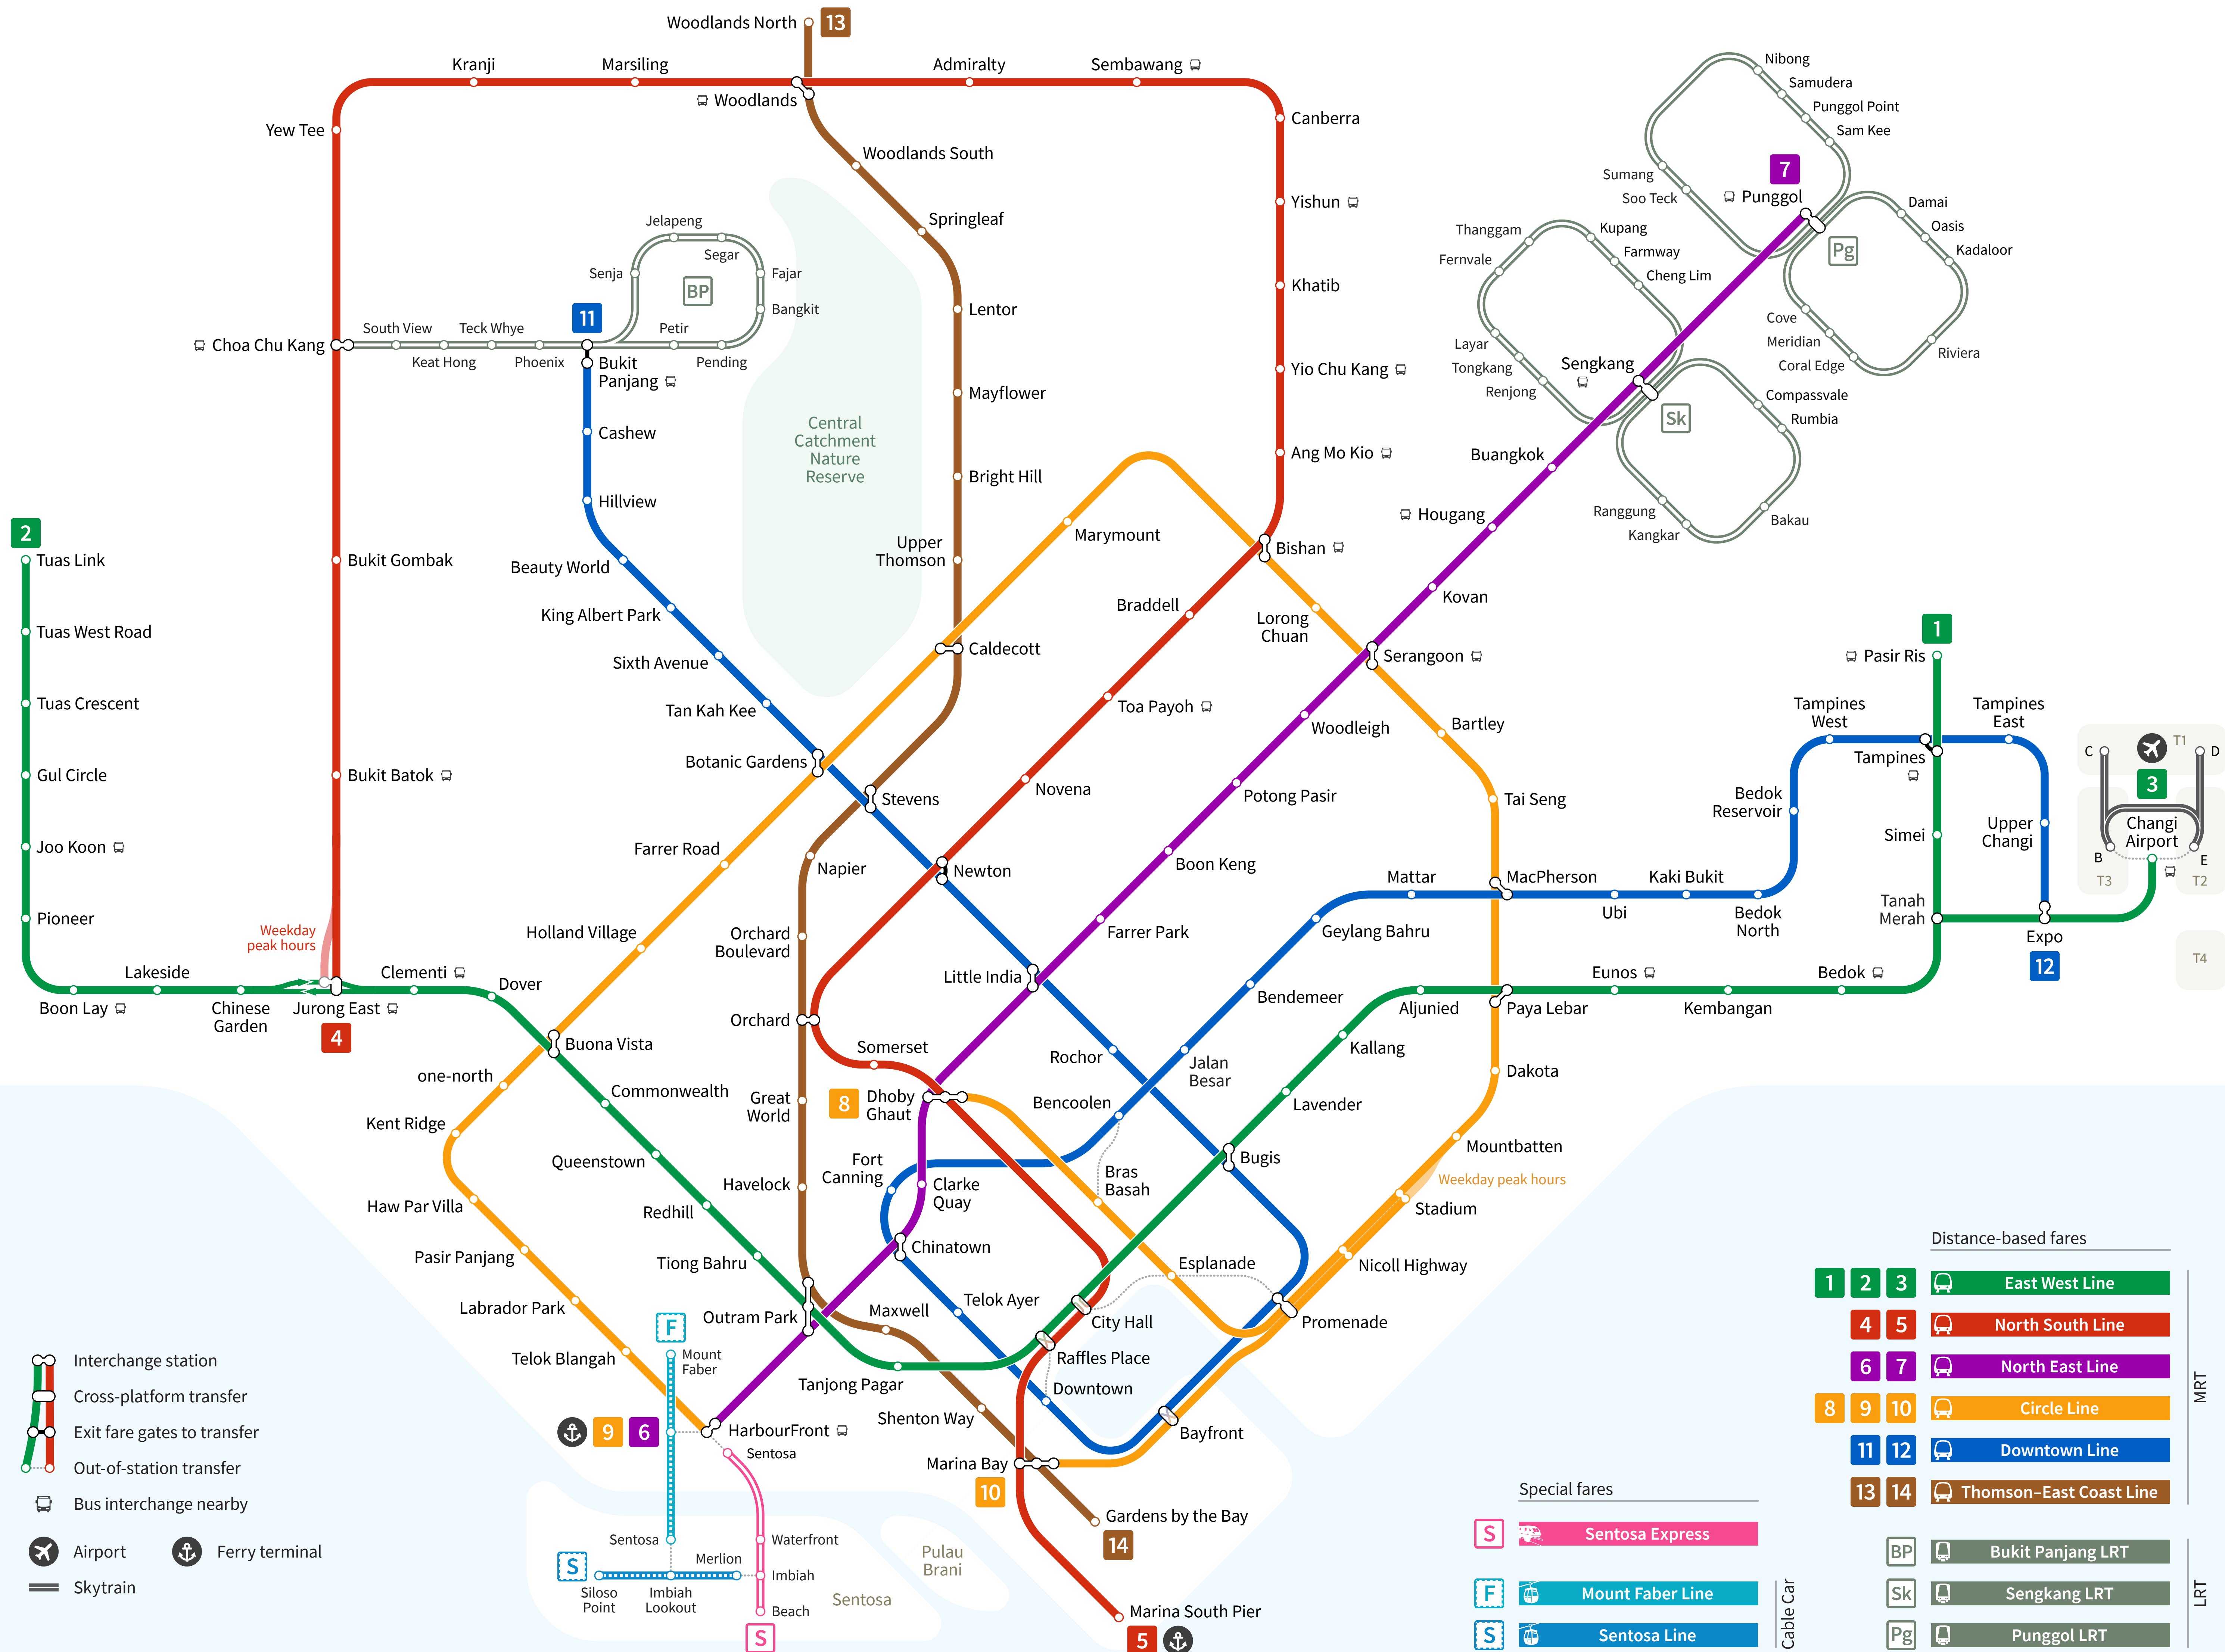 Woodlands North
13
Kranji
Marsiling
Admiralty
Sembawang
Woodlands
Yew Tee
Canberra
Woodlands South
Yishun
Springleaf
Khatib
Lentor
Yio Chu Kang
Mayflower
Ang Mo Kio
Bright Hill
Jelapeng
Segar
Senja
BP
Fajar
Bangkit
11
South View
Teck Whye
Petir
Choa Chu Kang
Keat Hong
Phoenix
Bukit
Panjang
Pending
Cashew
Hillview
Central
Catchment
Nature
Reserve
Nibong
Samudera
Punggol Point
Sam Kee
7
Sumang
Soo Teck
Punggol
Damai
Oasis
Kadaloor
Pg
Thanggam
Kupang
Farmway
Fernvale
Cheng Lim
Cove
Meridian
Coral Edge
Riviera
Layar
Tongkang
Renjong
Sengkang
Compassvale
Rumbia
Sk
Buangkok
Hougang
Ranggung
Kangkar
Bakau
Marymount
Bishan
Upper
Thomson
Braddell
Lorong
Chuan
Kovan
Serangoon
Caldecott
Toa Payoh
Woodleigh
Bartley
2
Tuas Link
Tuas West Road
Tuas Crescent
Gul Circle
Joo Koon
Pioneer
Boon Lay
Lakeside
Chinese
Garden
Weekday
peak hours
Jurong East
4
Bukit Gombak
Bukit Batok
Beauty World
King Albert Park
Sixth Avenue
Tan Kah Kee
Botanic Gardens
Stevens
Novena
Potong Pasir
Tai Seng
Farrer Road
Napier
Newton
Boon Keng
Mattar
MacPherson
Kaki Bukit
Ubi
Bedok
North
Bedok
Reservoir
Tampines
West
1
Pasir Ris
Tampines
East
Tampines
Simei
Upper
Changi
Tanah
Merah
Expo
12
C
T1
D
3
Changi
Airport
B
E
T3
T2
T4
Holland Village
Orchard
Boulevard
Farrer Park
Geylang Bahru
Clementi
Dover
Little India
Bendemeer
Aljunied
Paya Lebar
Eunos
Kembangan
Bedok
Buona Vista
Orchard
Somerset
Rochor
Jalan
Besar
Kallang
Dakota
one-north
Commonwealth
Great
World
8
Dhoby
Ghaut
Bencoolen
Lavender
Kent Ridge
Queenstown
Fort
Canning
Clarke
Quay
Bras
Basah
Bugis
Mountbatten
Weekday peak hours
Stadium
Havelock
Haw Par Villa
Redhill
Pasir Panjang
Tiong Bahru
Chinatown
Esplanade
Nicoll Highway
Labrador Park
Outram Park
Maxwell
Telok Ayer
City Hall
Promenade
Telok Blangah
F
Mount
Faber
Tanjong Pagar
Raffles Place
Downtown
Shenton Way
9
6
HarbourFront
Bayfront
Sentosa
Marina Bay
10
Gardens by the Bay
14
Sentosa
Waterfront
Merlion
S
Imbiah
Siloso
Point
Imbiah
Lookout
Beach
S
Sentosa
Pulau
Brani
Marina South Pier
5
Interchange station
Cross-platform transfer
Exit fare gates to transfer
Out-of-station transfer
Bus interchange nearby
Airport
Ferry terminal
Skytrain
Special fares
S
Sentosa Express
F
Mount Faber Line
S
Sentosa Line
Cable Car
Distance-based fares
1 2 3 East West Line
4 5 North South Line
6 7 North East Line
8 9 10 Circle Line
11 12 Downtown Line
13 14 Thomson–East Coast Line
MRT
BP Bukit Panjang LRT
Sk Sengkang LRT
Pg Punggol LRT
LRT